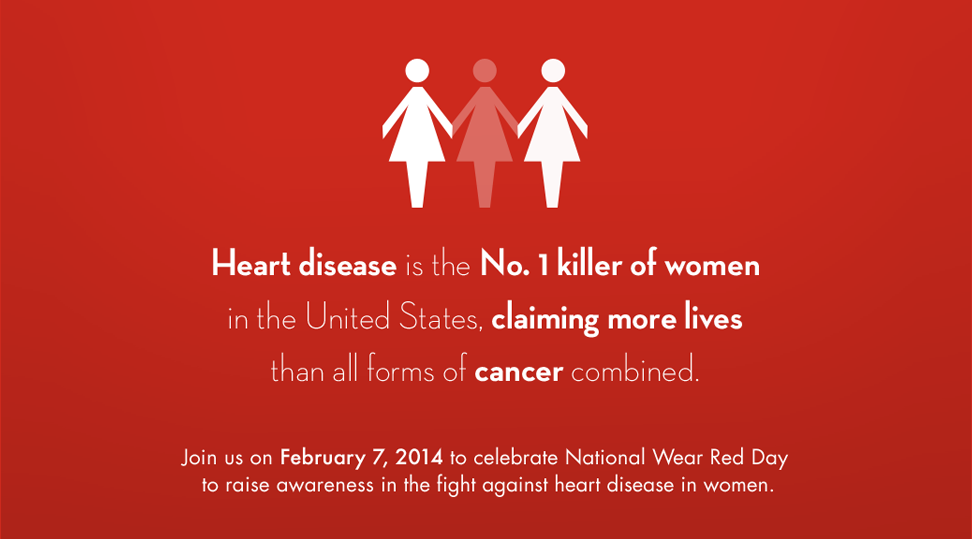 Heart disease is the No. 1 killer of women
in the United States, claiming more lives
than all forms of cancer combined.
Join us on February 7, 2014 to celebrate National Wear Red Day
to raise awareness in the fight against heart disease in women.